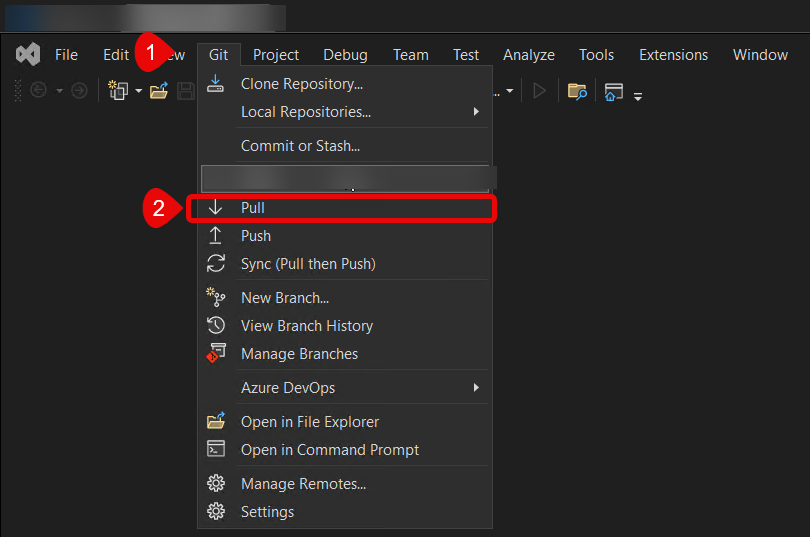 File Edit ew Git Project Debug Team Test Analyze Tools Extensions Window
1
...
Clone Repository...
Local Repositories...
Commit or Stash...
2
Pull
Push
Sync (Pull then Push)
New Branch...
View Branch History
Manage Branches
Azure DevOps
Open in File Explorer
Open in Command Prompt
Manage Remotes...
Settings